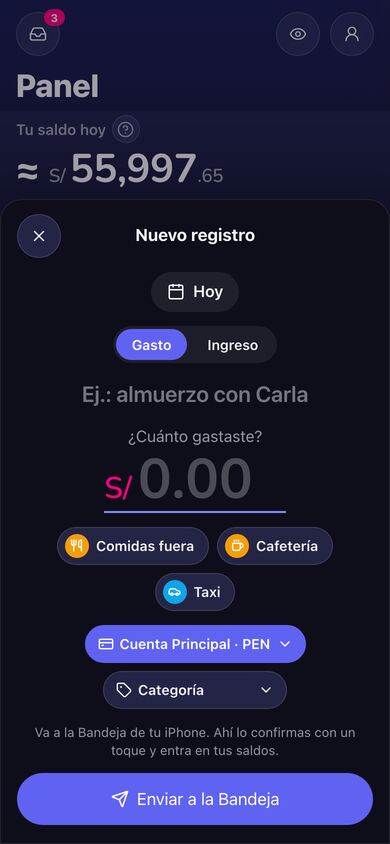 3
Panel
Tu saldo hoy ?
≈ S/ 55,997.65
Nuevo registro
Hoy
Gasto Ingreso
Ej.: almuerzo con Carla
¿Cuánto gastaste?
S/ 0.00
Comidas fuera Cafetería
Taxi
Cuenta Principal · PEN
Categoría
Va a la Bandeja de tu iPhone. Ahí lo confirmas con un
toque y entra en tus saldos.
Enviar a la Bandeja